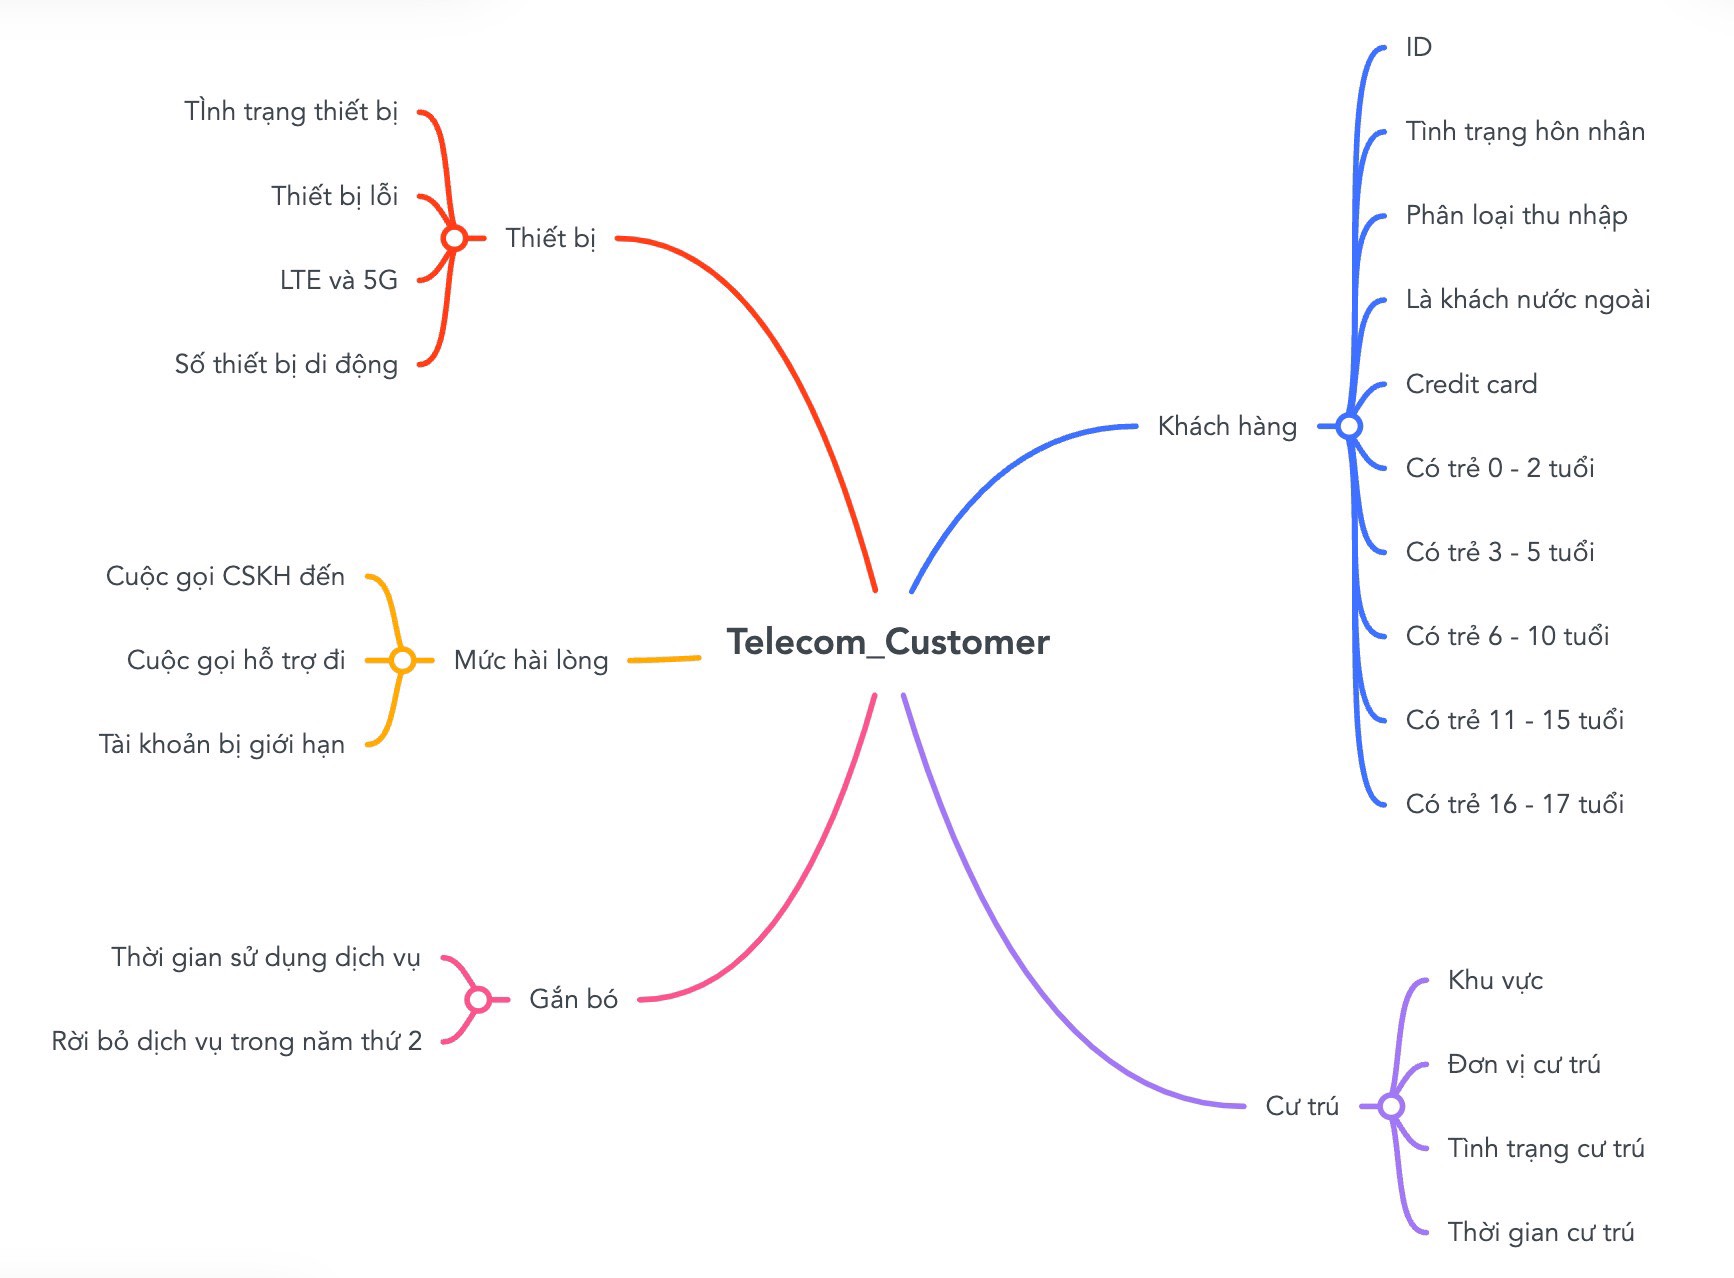 Telecom_Customer
Khách hàng
ID
Tình trạng hôn nhân
Phân loại thu nhập
Là khách nước ngoài
Credit card
Có trẻ 0 - 2 tuổi
Có trẻ 3 - 5 tuổi
Có trẻ 6 - 10 tuổi
Có trẻ 11 - 15 tuổi
Có trẻ 16 - 17 tuổi
Cư trú
Khu vực
Đơn vị cư trú
Tình trạng cư trú
Thời gian cư trú
Thiết bị
TÌnh trạng thiết bị
Thiết bị lỗi
LTE và 5G
Số thiết bị di động
Mức hài lòng
Cuộc gọi CSKH đến
Cuộc gọi hỗ trợ đi
Tài khoản bị giới hạn
Gắn bó
Thời gian sử dụng dịch vụ
Rời bỏ dịch vụ trong năm thứ 2